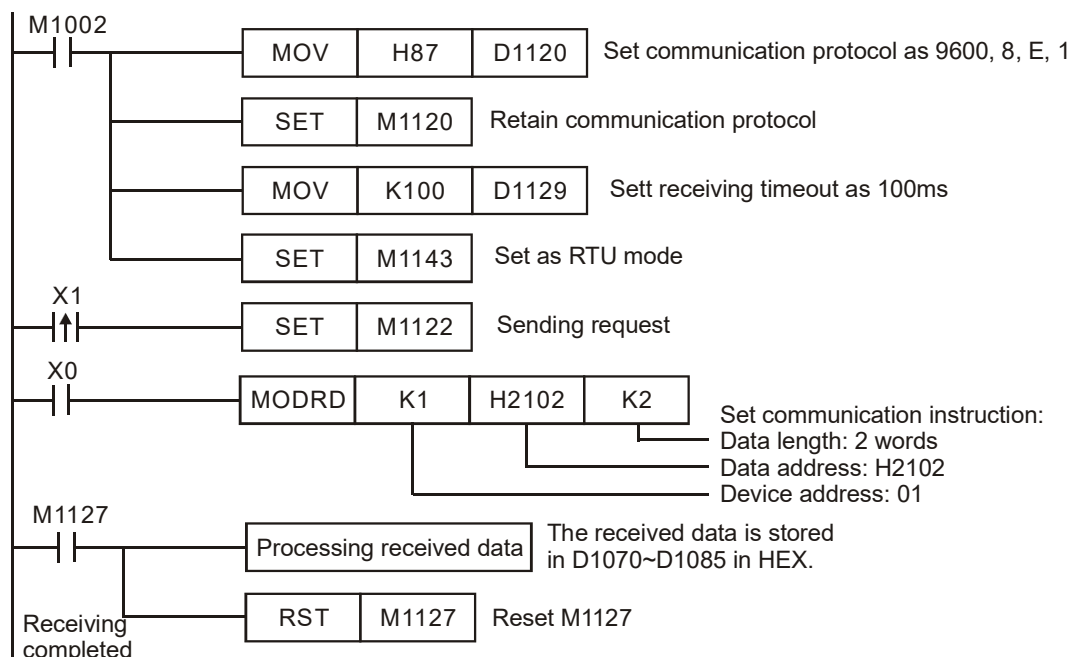 M1002
MOV H87 D1120 Set communication protocol as 9600, 8, E, 1
SET M1120 Retain communication protocol
MOV K100 D1129 Sett receiving timeout as 100ms
SET M1143 Set as RTU mode
X1
SET M1122 Sending request
X0
MODRD K1 H2102 K2
Set communication instruction:
Data length: 2 words
Data address: H2102
Device address: 01
M1127
Processing received data
The received data is stored
in D1070~D1085 in HEX.
RST M1127 Reset M1127
Receiving
completed